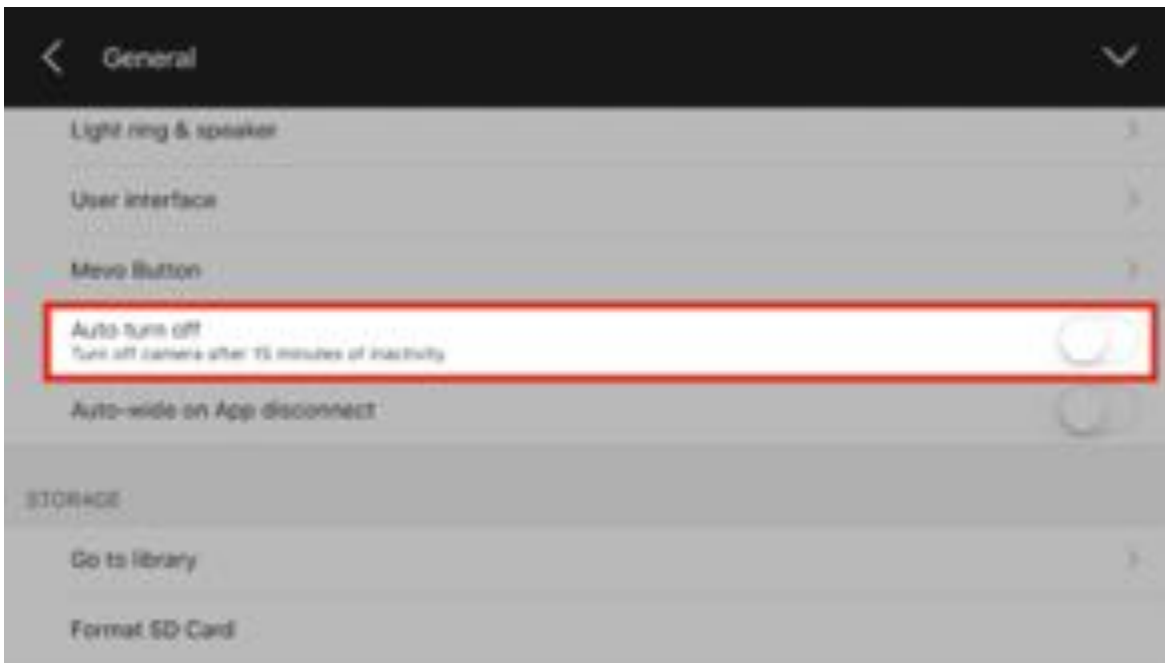 General
Light ring & speaker
User interface
Mevo Button
Auto turn off
Turn off camera after 15 minutes of inactivity
Auto-wide on App disconnect
STORAGE
Go to library
Format SD Card